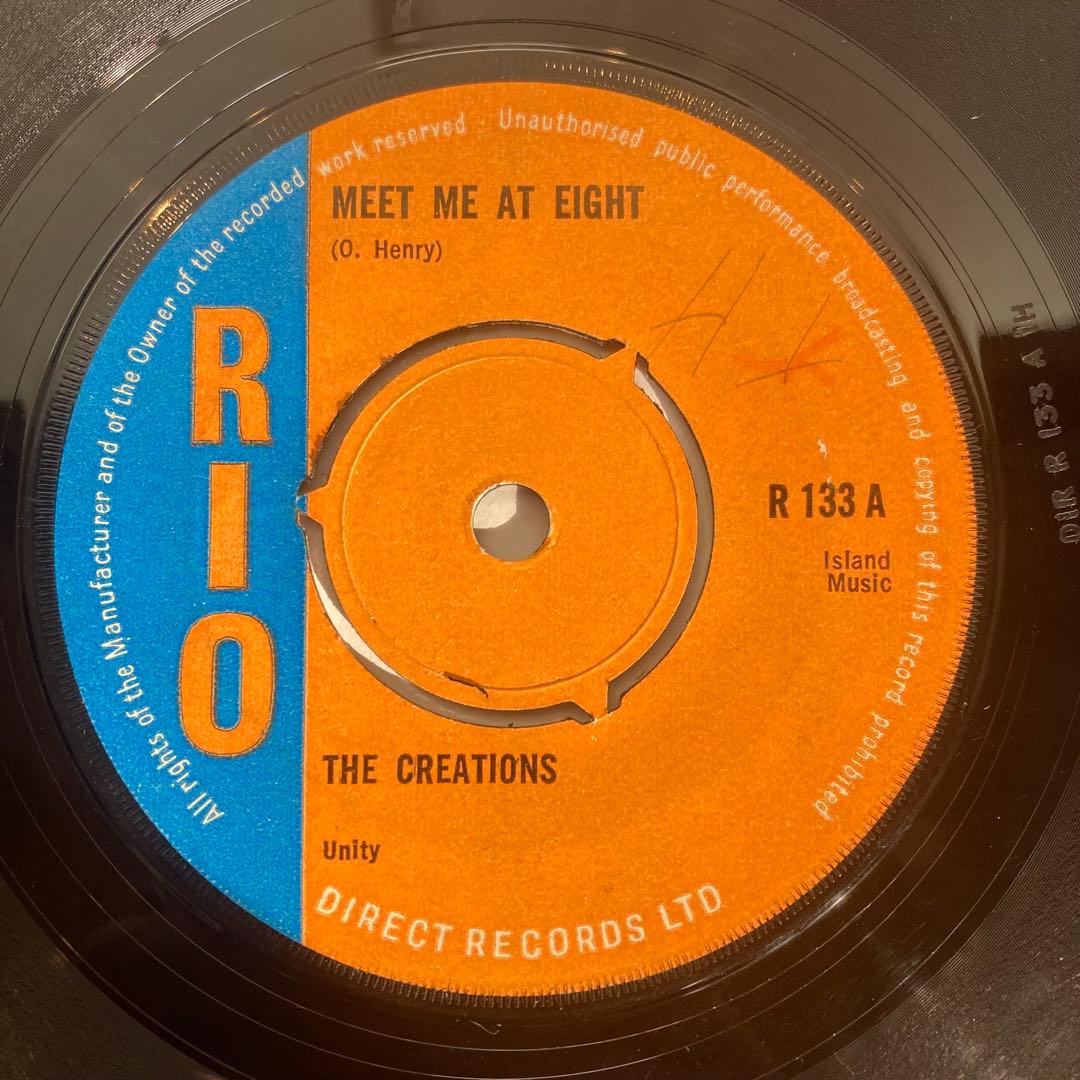 All rights of the Manufacturer and of the Owner of the recorded work reserved · Unauthorised public performance, broadcasting and copying of this record prohibited
MEET ME AT EIGHT
(O. Henry)
RIO
R 133 A
Island
Music
THE CREATIONS
Unity
DIRECT RECORDS LTD
DIR R 133 A